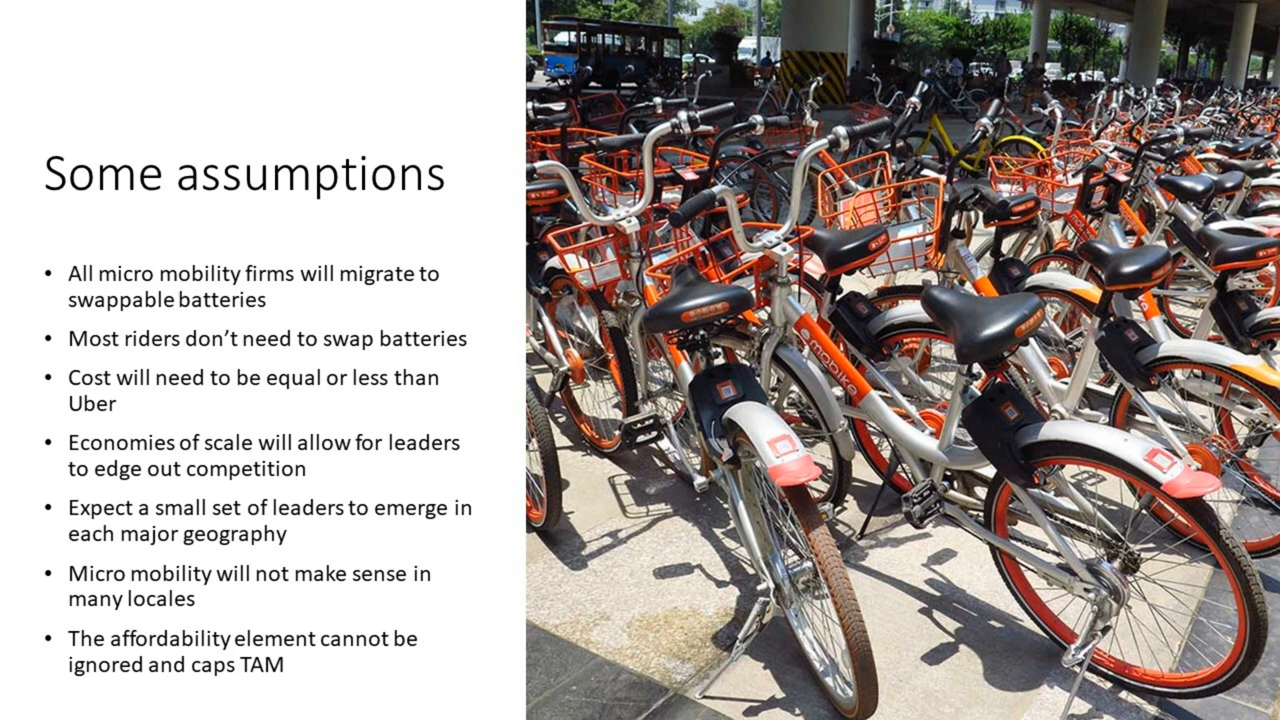 Some assumptions
• All micro mobility firms will migrate to
swappable batteries
• Most riders don’t need to swap batteries
• Cost will need to be equal or less than
Uber
• Economies of scale will allow for leaders
to edge out competition
• Expect a small set of leaders to emerge in
each major geography
• Micro mobility will not make sense in
many locales
• The affordability element cannot be
ignored and caps TAM
mobike